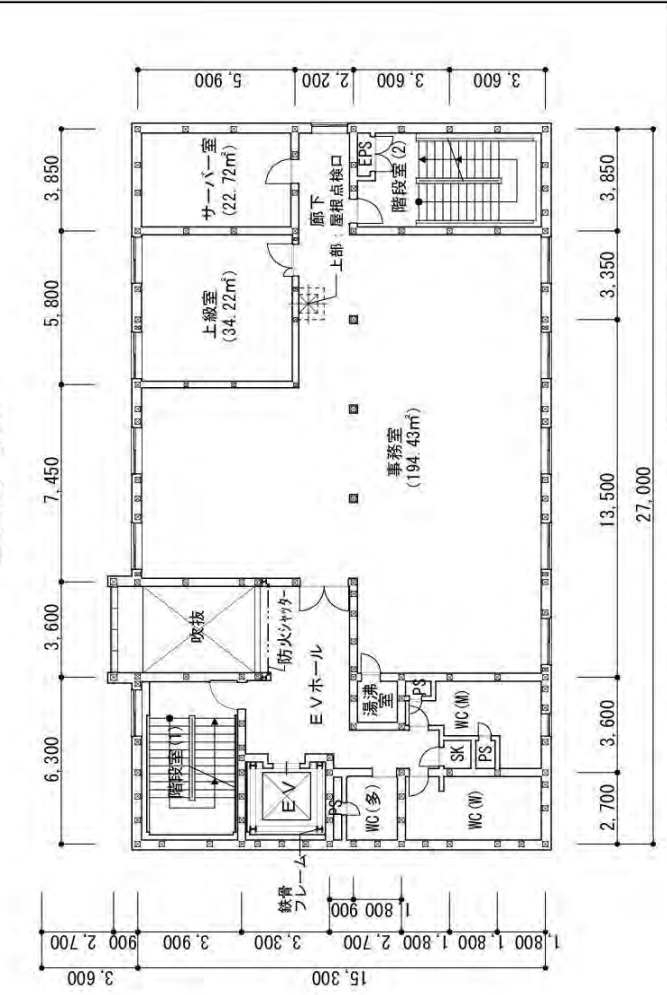 5,900
2,200
3,600
3,600
3,850
5,800
7,450
3,600
6,300
サーバー室
(22.72㎡)
上級室
(34.22㎡)
廊下
上部：屋根点検口
EPS
階段室(2)
事務室
(194.43㎡)
吹抜
防火シャッター
EVホール
階段室(1)
EV
鉄骨
フレーム
湯沸
室
PS
WC(M)
SK
PS
PS
WC(多)
WC(W)
3,850
3,350
13,500
27,000
3,600
2,700
3,600
2,700
900
3,900
3,300
2,700
1,800
1,800
1,800
900
1,800
15,300